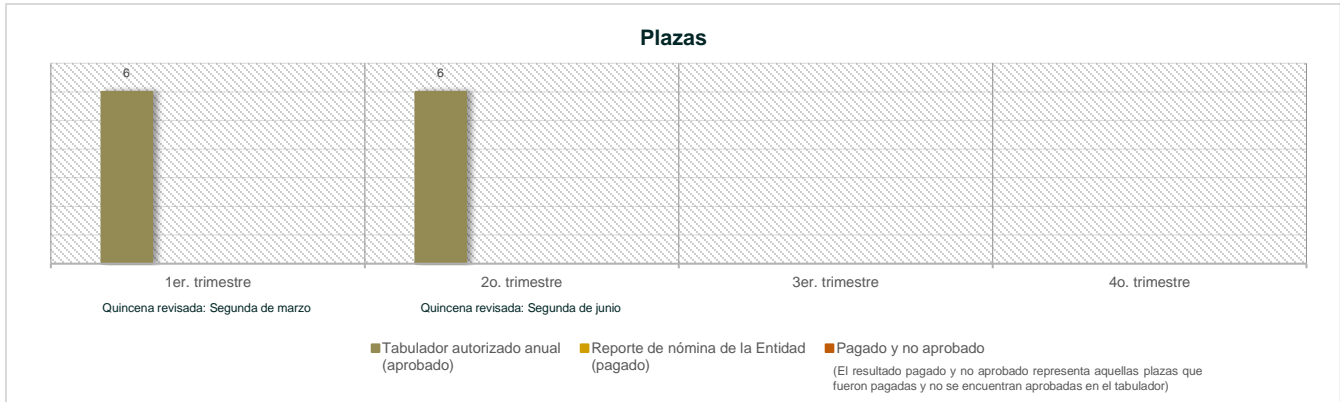 Plazas
6
6
1er. trimestre
2o. trimestre
3er. trimestre
4o. trimestre
Quincena revisada: Segunda de marzo
Quincena revisada: Segunda de junio
Tabulador autorizado anual
(aprobado)
Reporte de nómina de la Entidad
(pagado)
Pagado y no aprobado
(El resultado pagado y no aprobado representa aquellas plazas que
fueron pagadas y no se encuentran aprobadas en el tabulador)